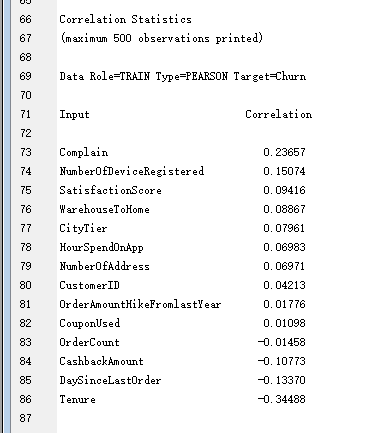 66 Correlation Statistics
67 (maximum 500 observations printed)
68
69 Data Role=TRAIN Type=PEARSON Target=Churn
70
71 Input Correlation
72
73 Complain 0.23657
74 NumberOfDeviceRegistered 0.15074
75 SatisfactionScore 0.09416
76 WarehouseToHome 0.08867
77 CityTier 0.07961
78 HourSpendOnApp 0.06983
79 NumberOfAddress 0.06971
80 CustomerID 0.04213
81 OrderAmountHikeFromlastYear 0.01776
82 CouponUsed 0.01098
83 OrderCount -0.01458
84 CashbackAmount -0.10773
85 DaySinceLastOrder -0.13370
86 Tenure -0.34488
87